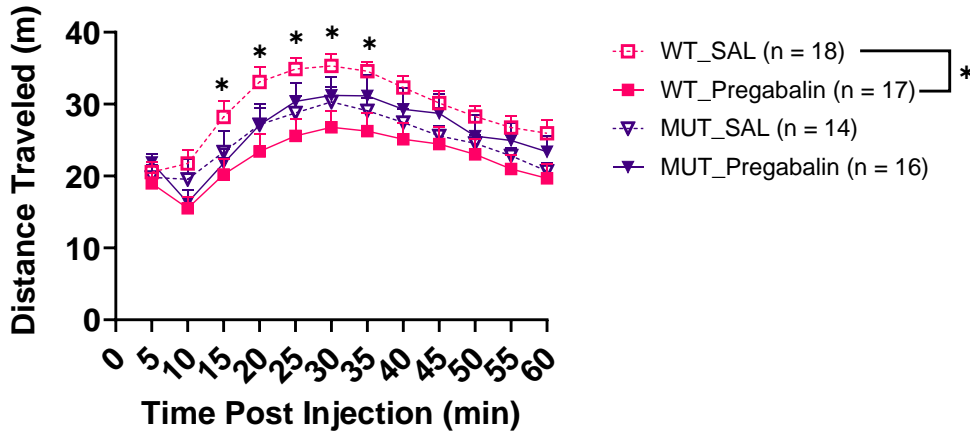 Distance Traveled (m)
40
30
20
10
0
* * * * * *
0 5 10 15 20 25 30 35 40 45 50 55 60
Time Post Injection (min)
WT_SAL (n = 18)
WT_Pregabalin (n = 17)
MUT_SAL (n = 14)
MUT_Pregabalin (n = 16)
*